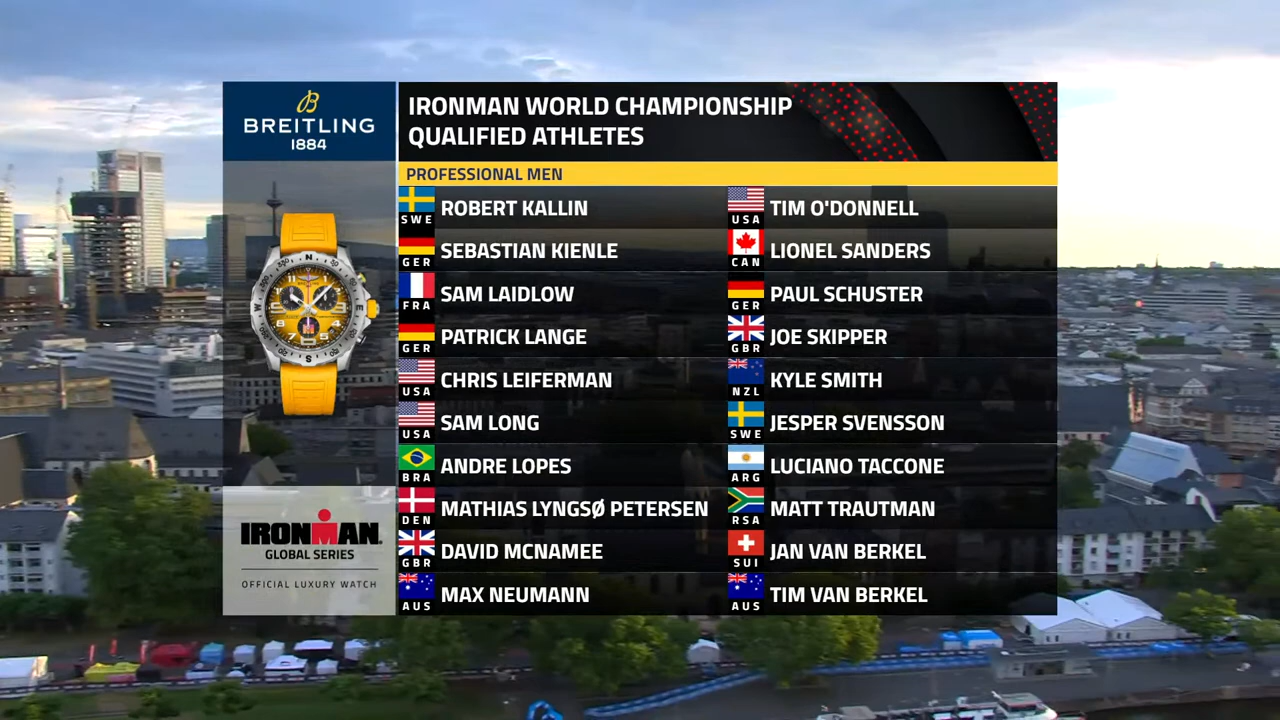 BREITLING
1884
IRONMAN WORLD CHAMPIONSHIP
QUALIFIED ATHLETES
PROFESSIONAL MEN
SWE ROBERT KALLIN
USA TIM O'DONNELL
GER SEBASTIAN KIENLE
CAN LIONEL SANDERS
FRA SAM LAIDLOW
GER PAUL SCHUSTER
GER PATRICK LANGE
GBR JOE SKIPPER
USA CHRIS LEIFERMAN
NZL KYLE SMITH
USA SAM LONG
SWE JESPER SVENSSON
BRA ANDRE LOPES
ARG LUCIANO TACCONE
DEN MATHIAS LYNGSØ PETERSEN
RSA MATT TRAUTMAN
GBR DAVID MCNAMEE
SUI JAN VAN BERKEL
AUS MAX NEUMANN
AUS TIM VAN BERKEL
IRONMAN
GLOBAL SERIES
OFFICIAL LUXURY WATCH